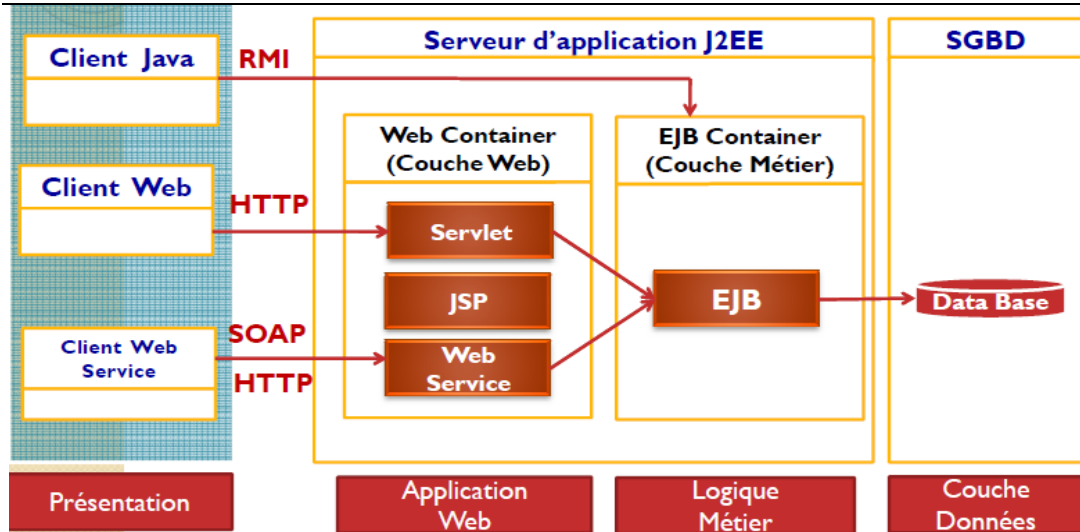 Client Java
RMI
Serveur d'application J2EE
SGBD
Web Container
(Couche Web)
EJB Container
(Couche Métier)
Client Web
HTTP
Servlet
JSP
EJB
Data Base
Client Web
Service
SOAP
HTTP
Web
Service
Présentation
Application
Web
Logique
Métier
Couche
Données